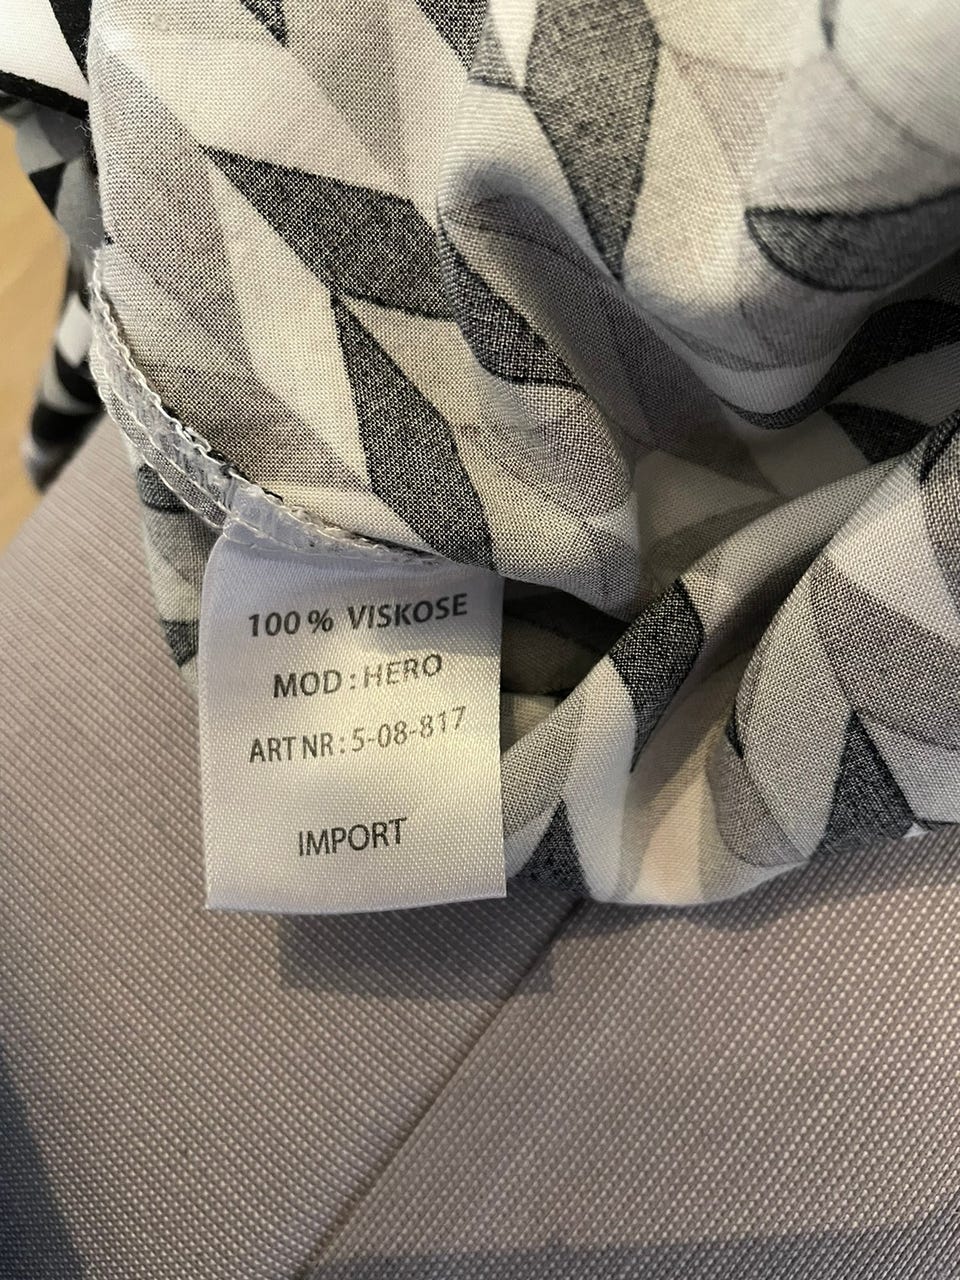 100 % VISKOSE
MOD : HERO
ART NR : 5-08-817
IMPORT